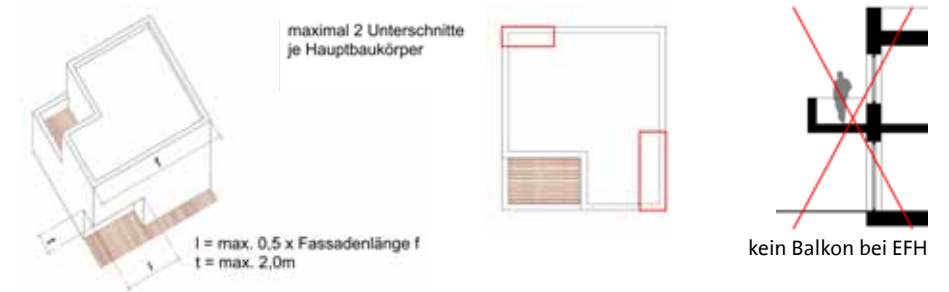 maximal 2 Unterschnitte
je Hauptbaukörper
f
t
l
l = max. 0,5 x Fassadenlänge f
t = max. 2,0m
kein Balkon bei EFH